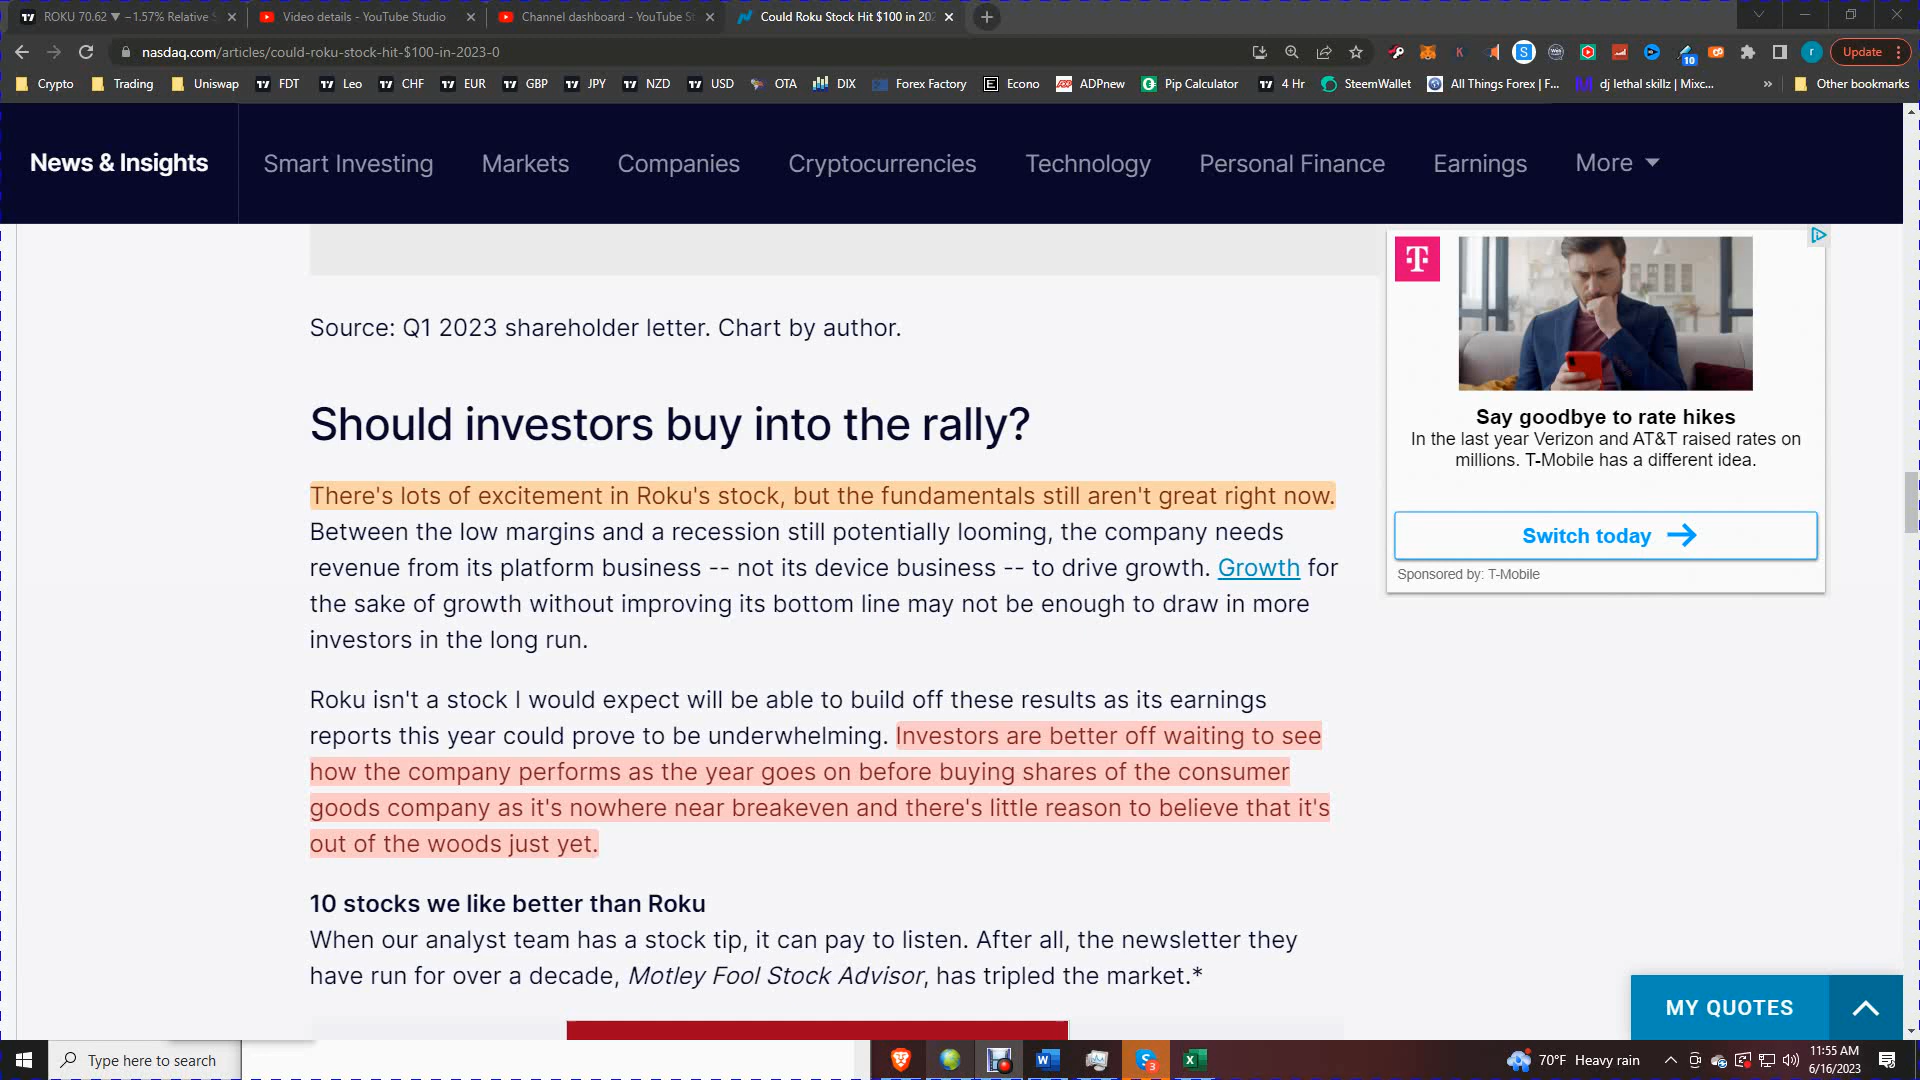 ROKU 70.62 ▼ −1.57% Relative
Video details - YouTube Studio
Channel dashboard - YouTube St
Could Roku Stock Hit $100 in 202
nasdaq.com/articles/could-roku-stock-hit-$100-in-2023-0
10
r
Update
Crypto
Trading
Uniswap
FDT
Leo
CHF
EUR
GBP
JPY
NZD
USD
OTA
DIX
Forex Factory
Econo
ADPnew
Pip Calculator
4 Hr
SteemWallet
All Things Forex | F...
dj lethal skillz | Mixc...
»
Other bookmarks
News & Insights
Smart Investing
Markets
Companies
Cryptocurrencies
Technology
Personal Finance
Earnings
More
Source: Q1 2023 shareholder letter. Chart by author.
Should investors buy into the rally?
There's lots of excitement in Roku's stock, but the fundamentals still aren't great right now.
Between the low margins and a recession still potentially looming, the company needs
revenue from its platform business -- not its device business -- to drive growth. Growth for
the sake of growth without improving its bottom line may not be enough to draw in more
investors in the long run.
Roku isn't a stock I would expect will be able to build off these results as its earnings
reports this year could prove to be underwhelming. Investors are better off waiting to see
how the company performs as the year goes on before buying shares of the consumer
goods company as it's nowhere near breakeven and there's little reason to believe that it's
out of the woods just yet.
10 stocks we like better than Roku
When our analyst team has a stock tip, it can pay to listen. After all, the newsletter they
have run for over a decade, Motley Fool Stock Advisor, has tripled the market.*
T
Say goodbye to rate hikes
In the last year Verizon and AT&T raised rates on
millions. T-Mobile has a different idea.
Switch today
Sponsored by: T-Mobile
MY QUOTES
Type here to search
70°F Heavy rain
11:55 AM
6/16/2023